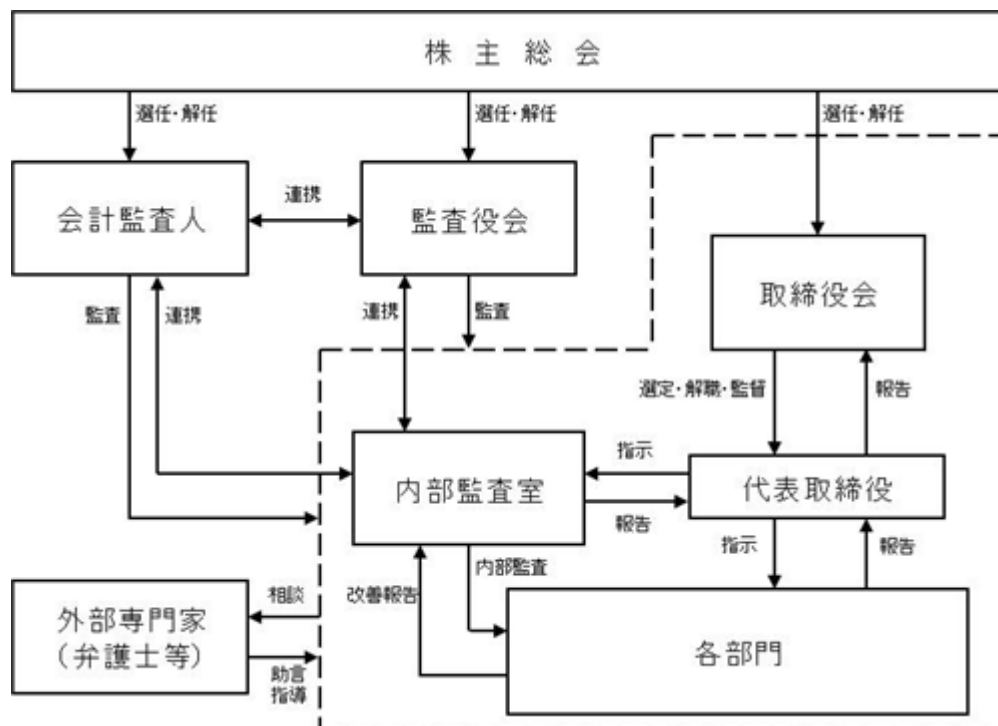 株主総会
選任・解任
選任・解任
選任・解任
会計監査人
連携
監査役会
取締役会
監査
連携
連携
監査
選定・解職・監督
報告
内部監査室
指示
報告
代表取締役
指示
報告
内部監査
改善報告
外部専門家
(弁護士等)
相談
助言
指導
各部門